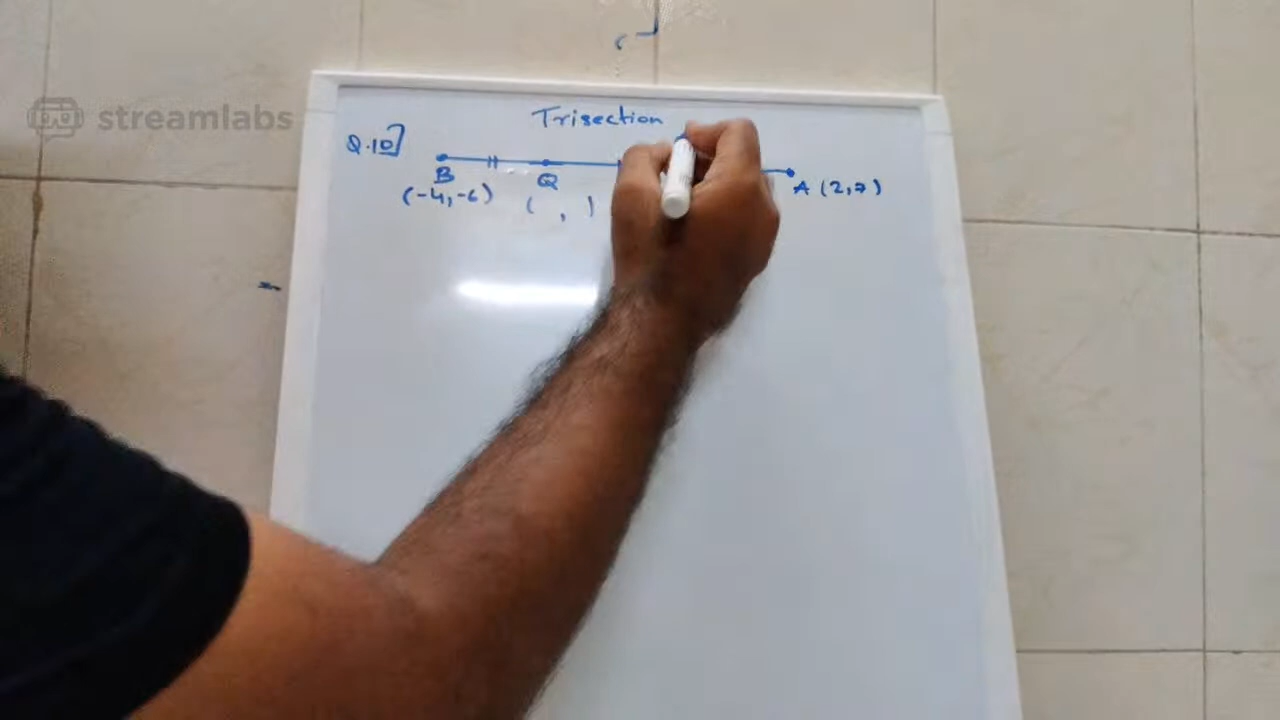 streamlabs
Trisection
Q.10]
B Q
(-4,-6) ( , ) A (2,7)